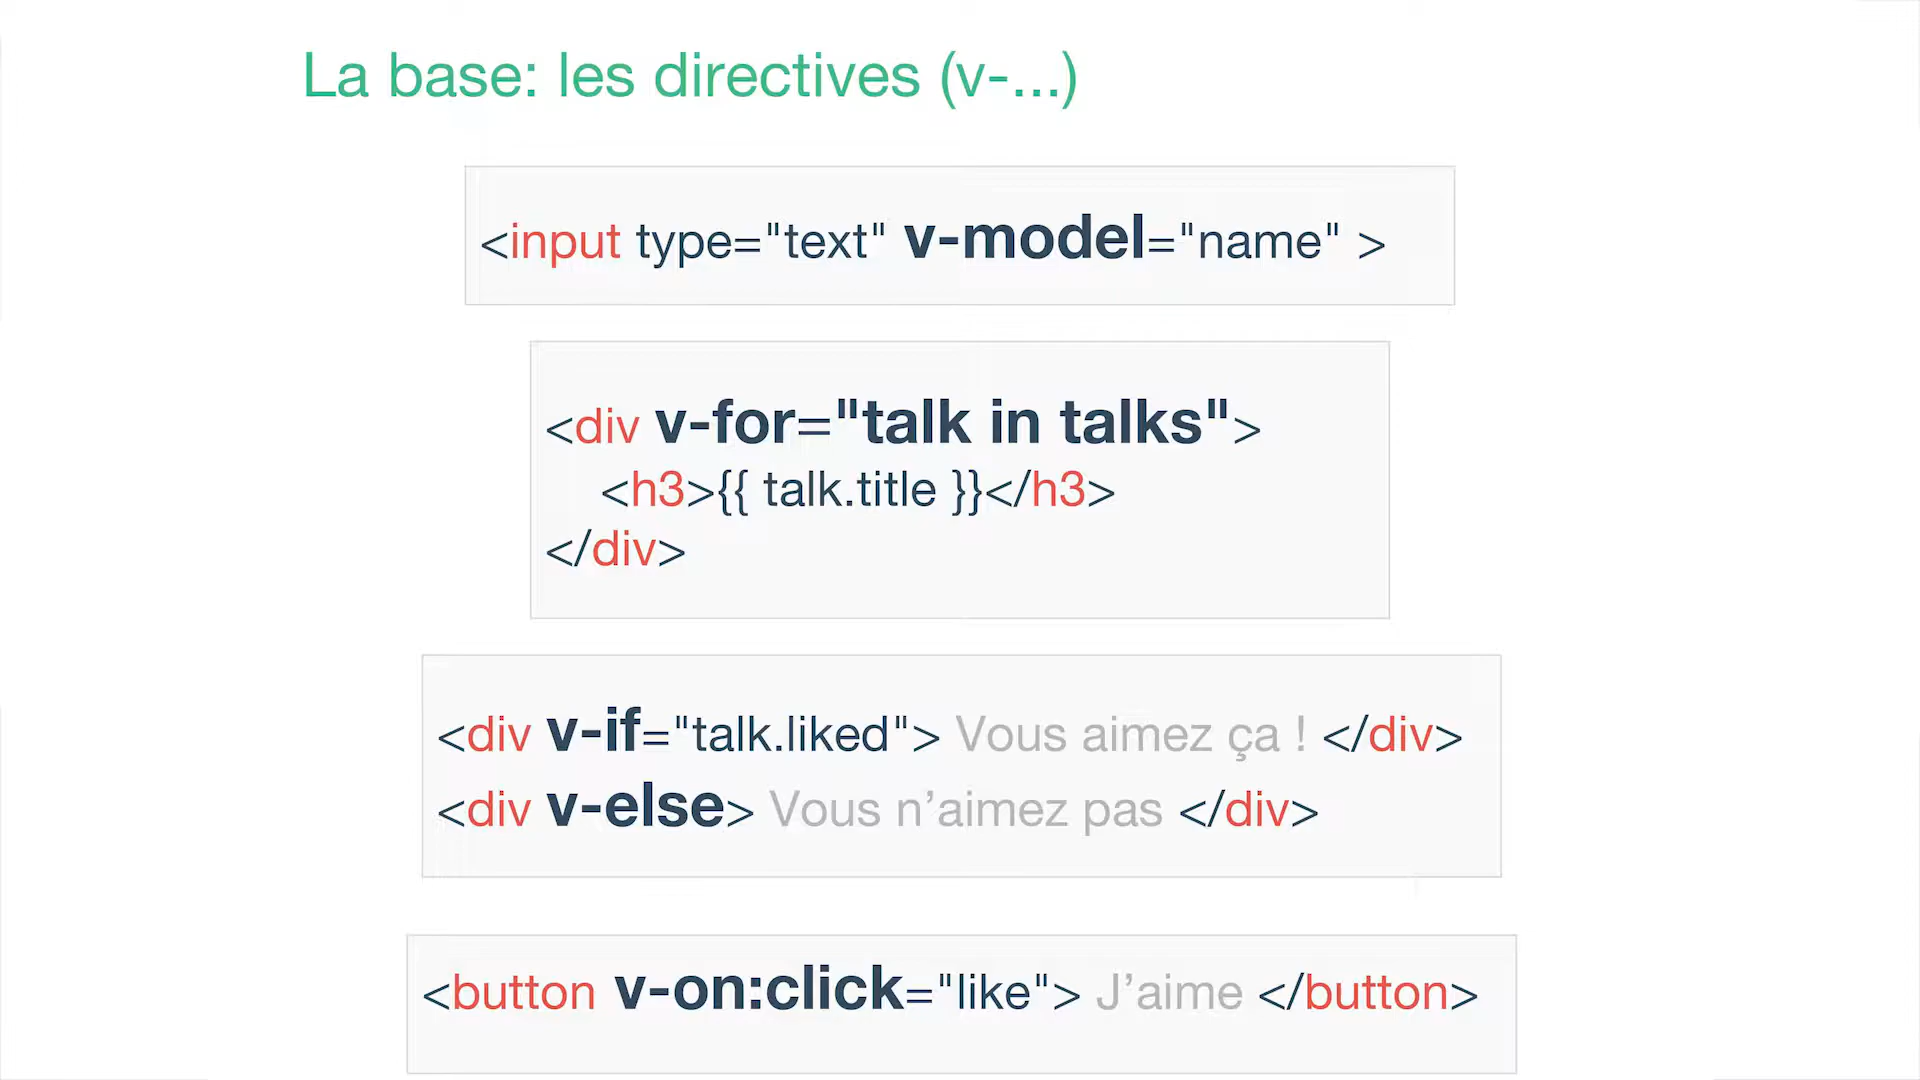 La base: les directives (v-...)
<input type="text" v-model="name" >
<div v-for="talk in talks">
<h3>{{ talk.title }}</h3>
</div>
<div v-if="talk.liked"> Vous aimez ça ! </div>
<div v-else> Vous n’aimez pas </div>
<button v-on:click="like"> J’aime </button>